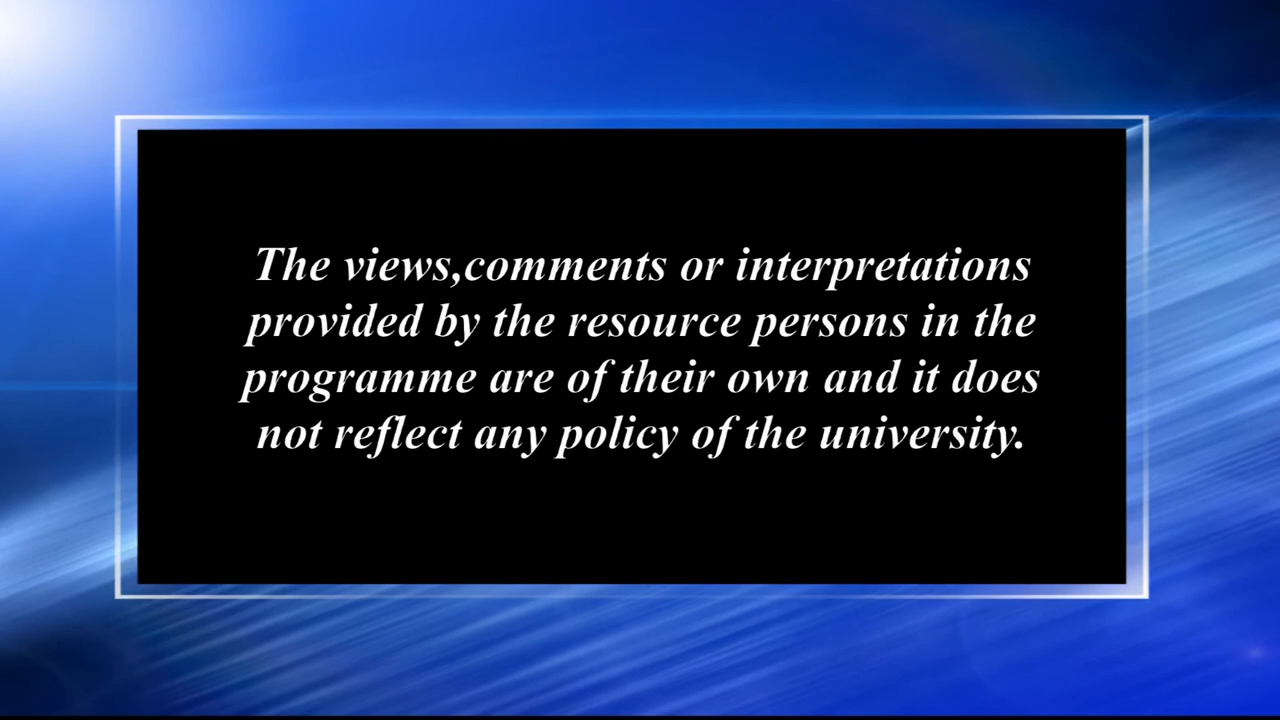 The views,comments or interpretations
provided by the resource persons in the
programme are of their own and it does
not reflect any policy of the university.